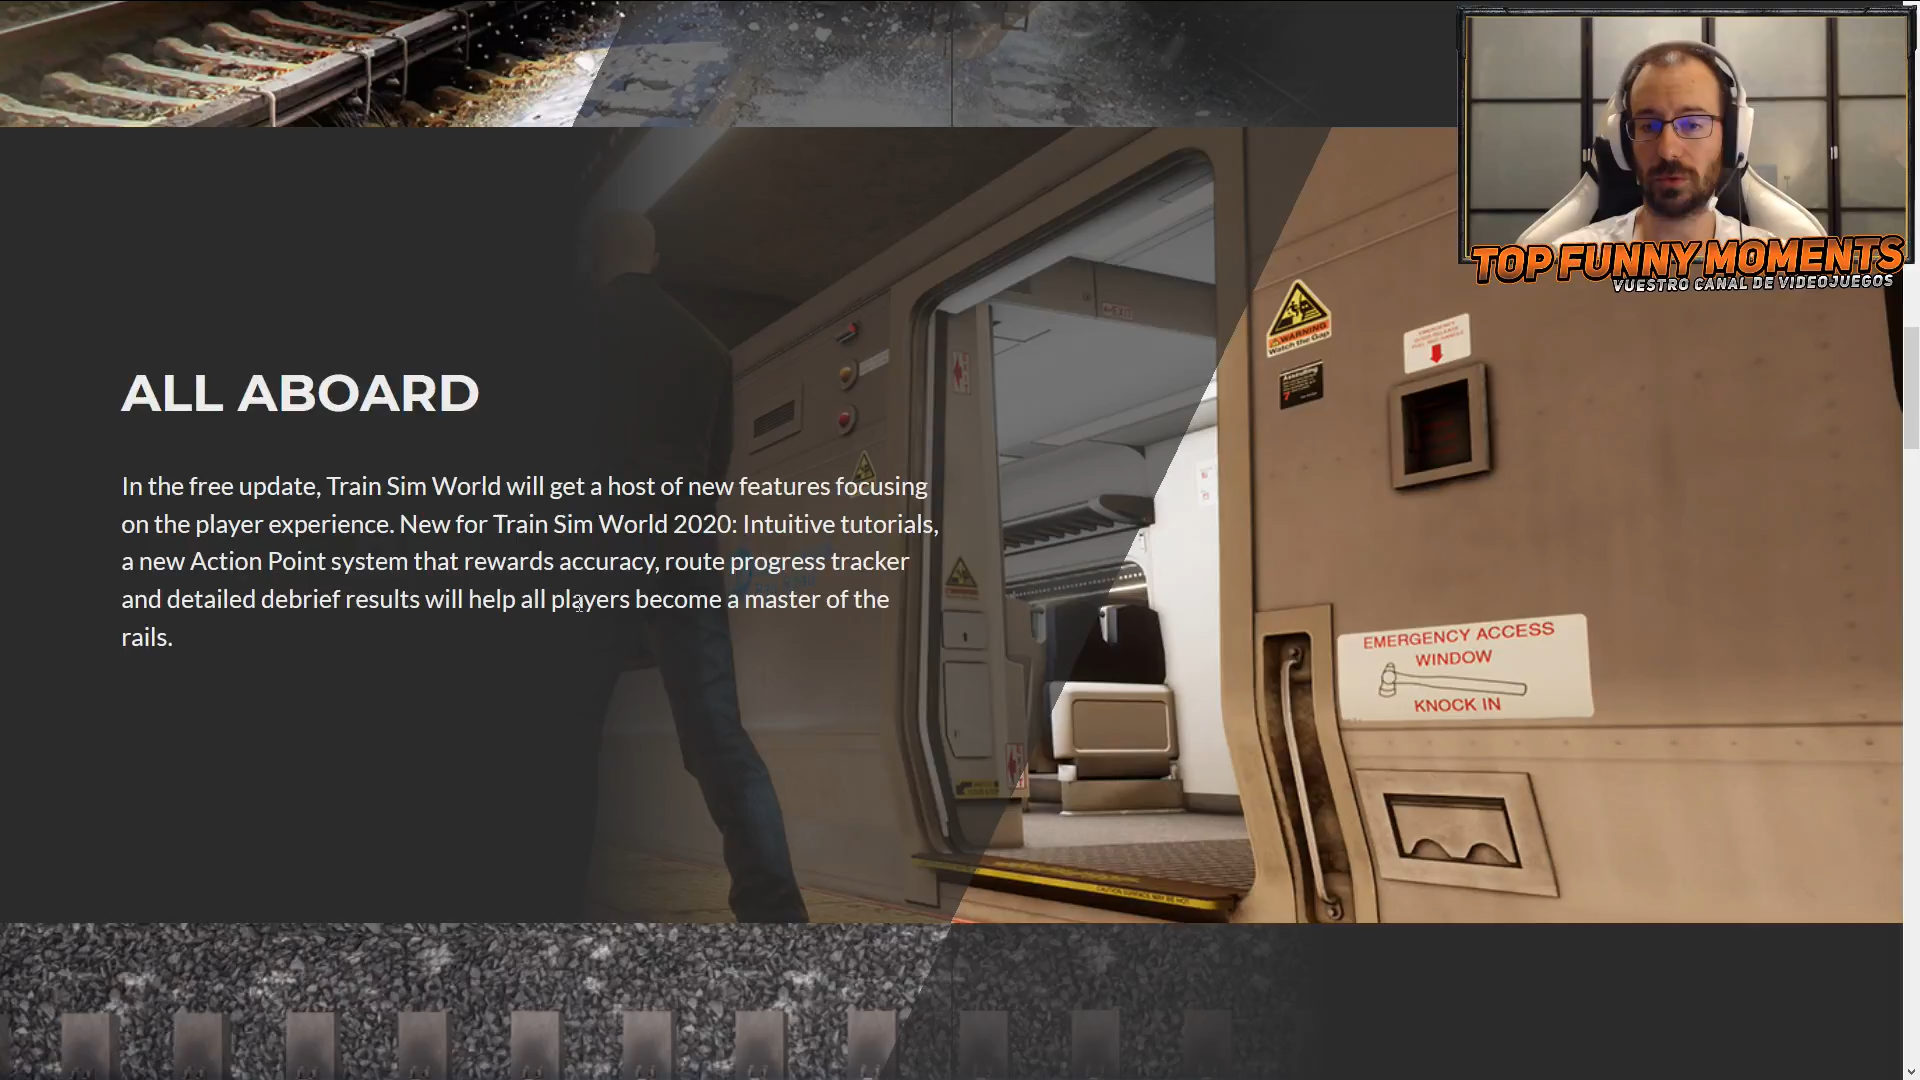 TOP FUNNY MOMENTS
VUESTRO CANAL DE VIDEOJUEGOS
WARNING
Watch the Gap
ALL ABOARD
In the free update, Train Sim World will get a host of new features focusing
on the player experience. New for Train Sim World 2020: Intuitive tutorials,
a new Action Point system that rewards accuracy, route progress tracker
and detailed debrief results will help all players become a master of the
rails.
EMERGENCY ACCESS
WINDOW
KNOCK IN